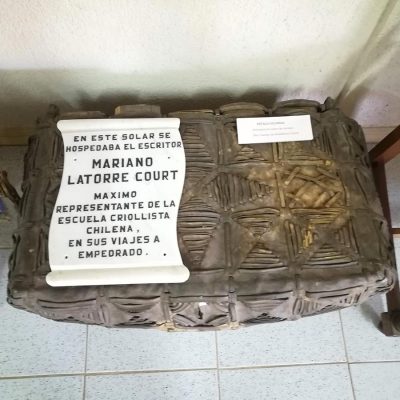 EN ESTE SOLAR SE
HOSPEDABA EL ESCRITOR
MARIANO
LATORRE COURT
MAXIMO
REPRESENTANTE DE LA
ESCUELA CRIOLLISTA
CHILENA,
EN SUS VIAJES A
EMPEDRADO.